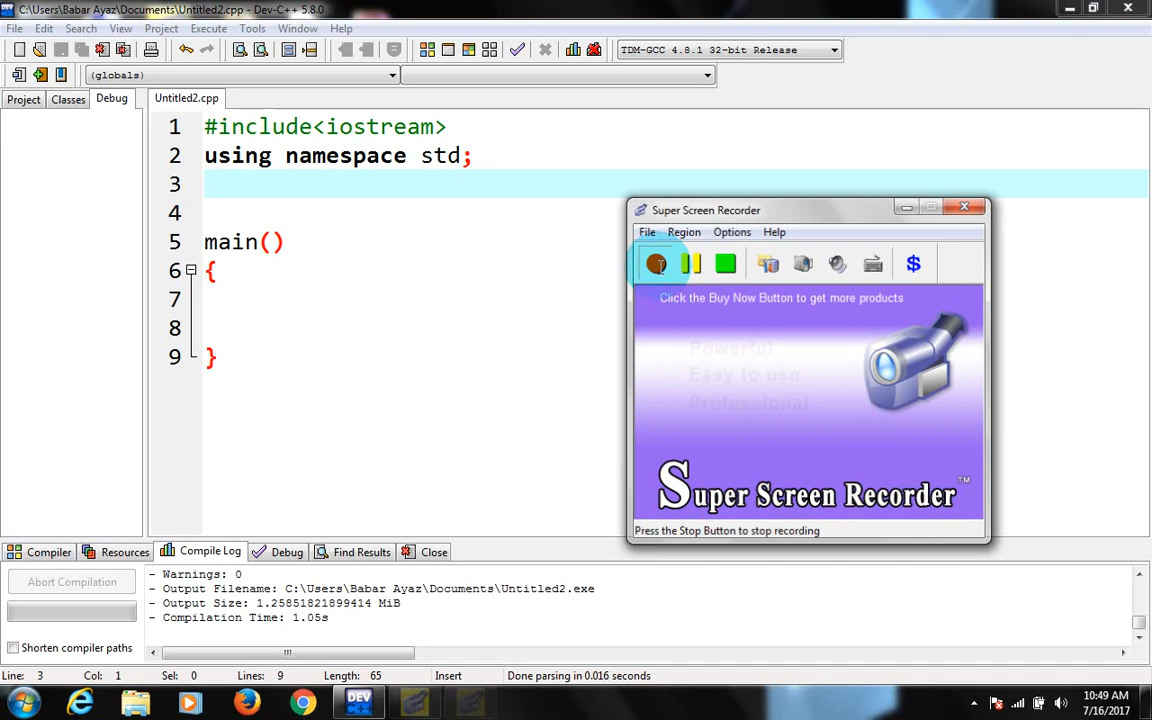 C:\Users\Babar Ayaz\Documents\Untitled2.cpp - Dev-C++ 5.8.0
File Edit Search View Project Execute Tools Window Help
TDM-GCC 4.8.1 32-bit Release
(globals)
Project Classes Debug Untitled2.cpp
1 #include<iostream>
2 using namespace std;
3
4
5 main()
6 {
7
8
9 }
Super Screen Recorder
File Region Options Help
$
Click the Buy Now Button to get more products
Powerful
Easy to use
Professional
Super Screen Recorder TM
Press the Stop Button to stop recording
Compiler Resources Compile Log Debug Find Results Close
Abort Compilation
Shorten compiler paths
- Warnings: 0
- Output Filename: C:\Users\Babar Ayaz\Documents\Untitled2.exe
- Output Size: 1.25851821899414 MiB
- Compilation Time: 1.05s
Line: 3 Col: 1 Sel: 0 Lines: 9 Length: 65 Insert Done parsing in 0.016 seconds
DEV C++
10:49 AM
7/16/2017